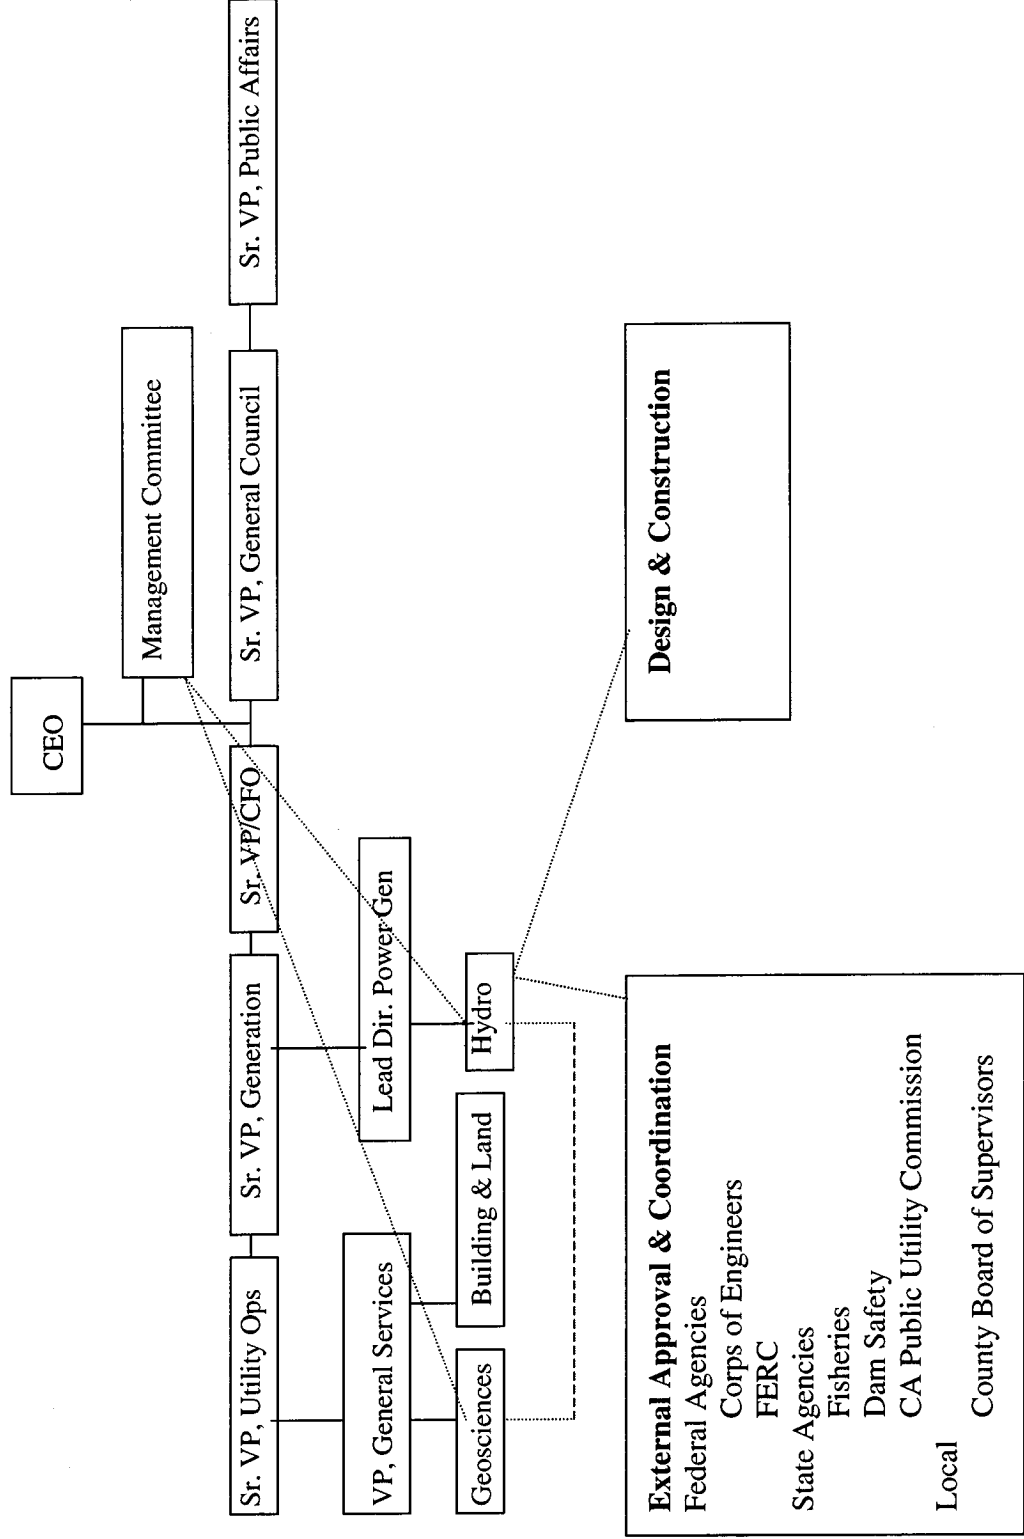 CEO
Management Committee
Sr. VP, Utility Ops
Sr. VP, Generation
Sr. VP/CFO
Sr. VP, General Council
Sr. VP, Public Affairs
VP, General Services
Lead Dir. Power Gen
Geosciences
Building & Land
Hydro
External Approval & Coordination
Federal Agencies
Corps of Engineers
FERC
State Agencies
Fisheries
Dam Safety
CA Public Utility Commission
Local
County Board of Supervisors
Design & Construction